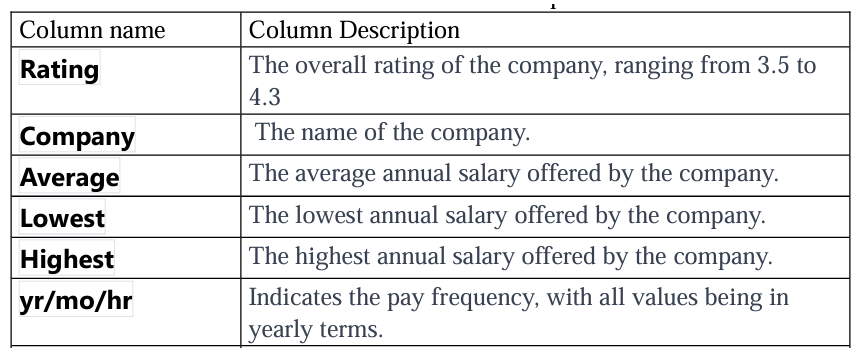 Column name Column Description
Rating The overall rating of the company, ranging from 3.5 to
4.3
Company The name of the company.
Average The average annual salary offered by the company.
Lowest The lowest annual salary offered by the company.
Highest The highest annual salary offered by the company.
yr/mo/hr Indicates the pay frequency, with all values being in
yearly terms.